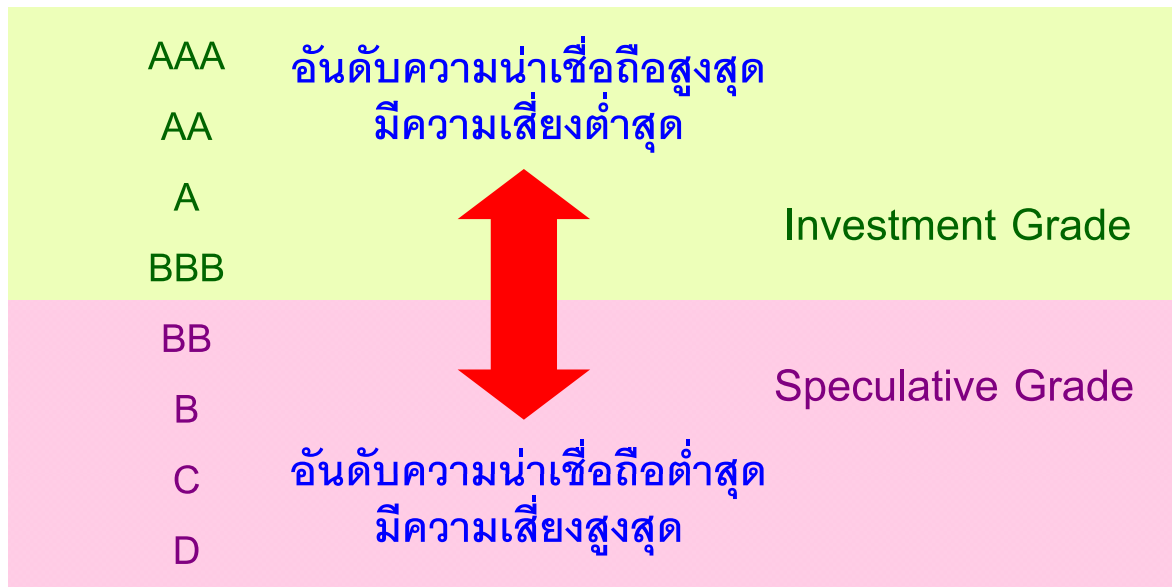 AAA
อันดับความน่าเชื่อถือสูงสุด
มีความเสี่ยงต่ำสุด
AA
A
Investment Grade
BBB
BB
Speculative Grade
B
อันดับความน่าเชื่อถือต่ำสุด
C
มีความเสี่ยงสูงสุด
D